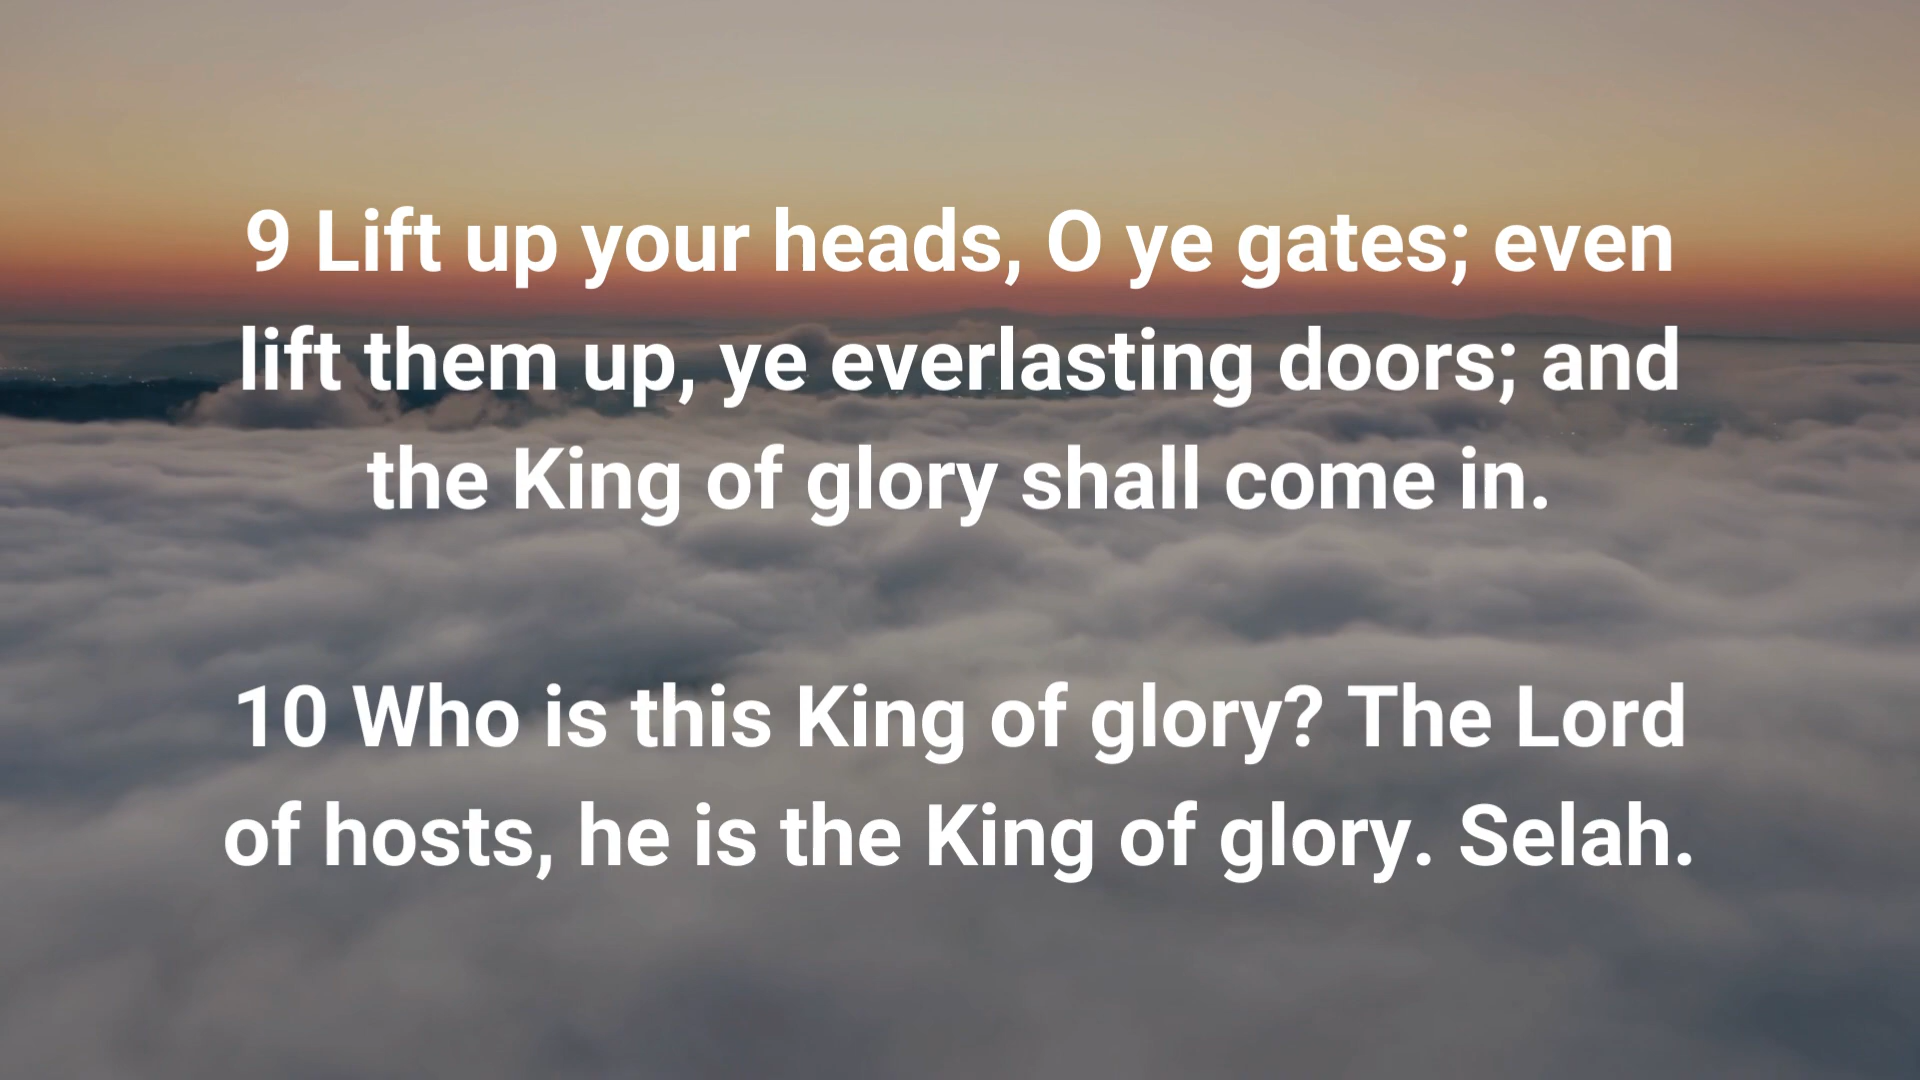 9 Lift up your heads, O ye gates; even
lift them up, ye everlasting doors; and
the King of glory shall come in.
10 Who is this King of glory? The Lord
of hosts, he is the King of glory. Selah.